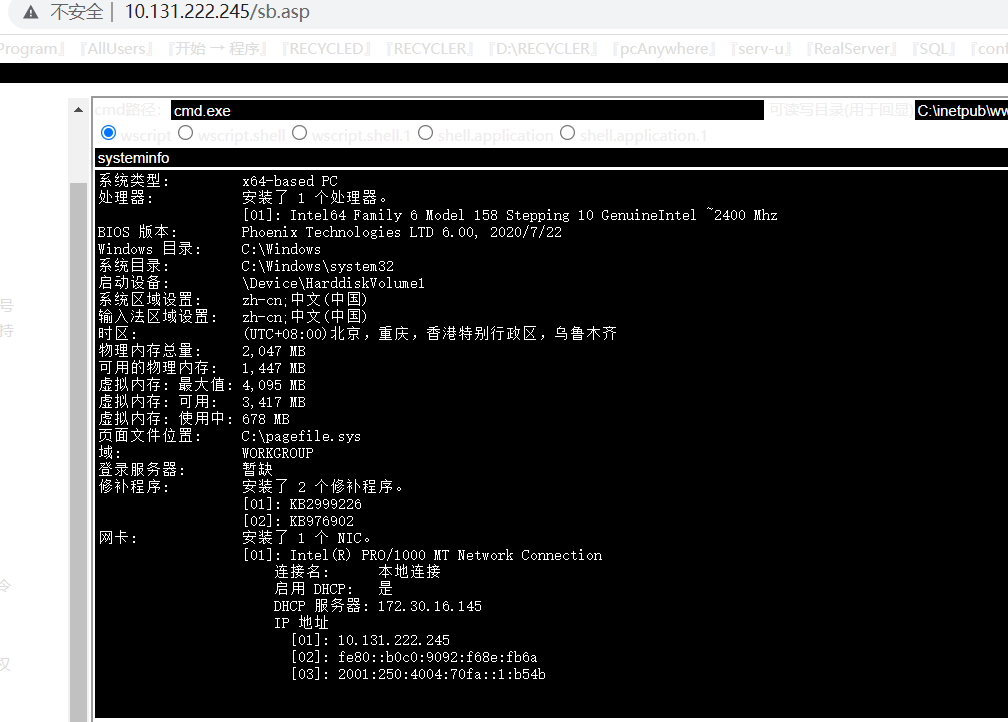 不安全 | 10.131.222.245/sb.asp
Program』 『AllUsers』 『开始 → 程序』 『RECYCLED』 『RECYCLER』 『D:\RECYCLER』 『pcAnywhere』 『serv-u』 『RealServer』 『SQL』 『con
cmd路径: cmd.exe 可读写目录(用于回显 C:\inetpub\ww
wscript wscript.shell wscript.shell.1 shell.application shell.application.1
systeminfo
系统类型: x64-based PC
处理器: 安装了 1 个处理器。
[01]: Intel64 Family 6 Model 158 Stepping 10 GenuineIntel ~2400 Mhz
BIOS 版本: Phoenix Technologies LTD 6.00, 2020/7/22
Windows 目录: C:\Windows
系统目录: C:\Windows\system32
启动设备: \Device\HarddiskVolume1
系统区域设置: zh-cn;中文(中国)
输入法区域设置: zh-cn;中文(中国)
时区: (UTC+08:00)北京，重庆，香港特别行政区，乌鲁木齐
物理内存总量: 2,047 MB
可用的物理内存: 1,447 MB
虚拟内存: 最大值: 4,095 MB
虚拟内存: 可用: 3,417 MB
虚拟内存: 使用中: 678 MB
页面文件位置: C:\pagefile.sys
域: WORKGROUP
登录服务器: 暂缺
修补程序: 安装了 2 个修补程序。
[01]: KB2999226
[02]: KB976902
网卡: 安装了 1 个 NIC。
[01]: Intel(R) PRO/1000 MT Network Connection
连接名: 本地连接
启用 DHCP: 是
DHCP 服务器: 172.30.16.145
IP 地址
[01]: 10.131.222.245
[02]: fe80::b0c0:9092:f68e:fb6a
[03]: 2001:250:4004:70fa::1:b54b
号
持
令
权